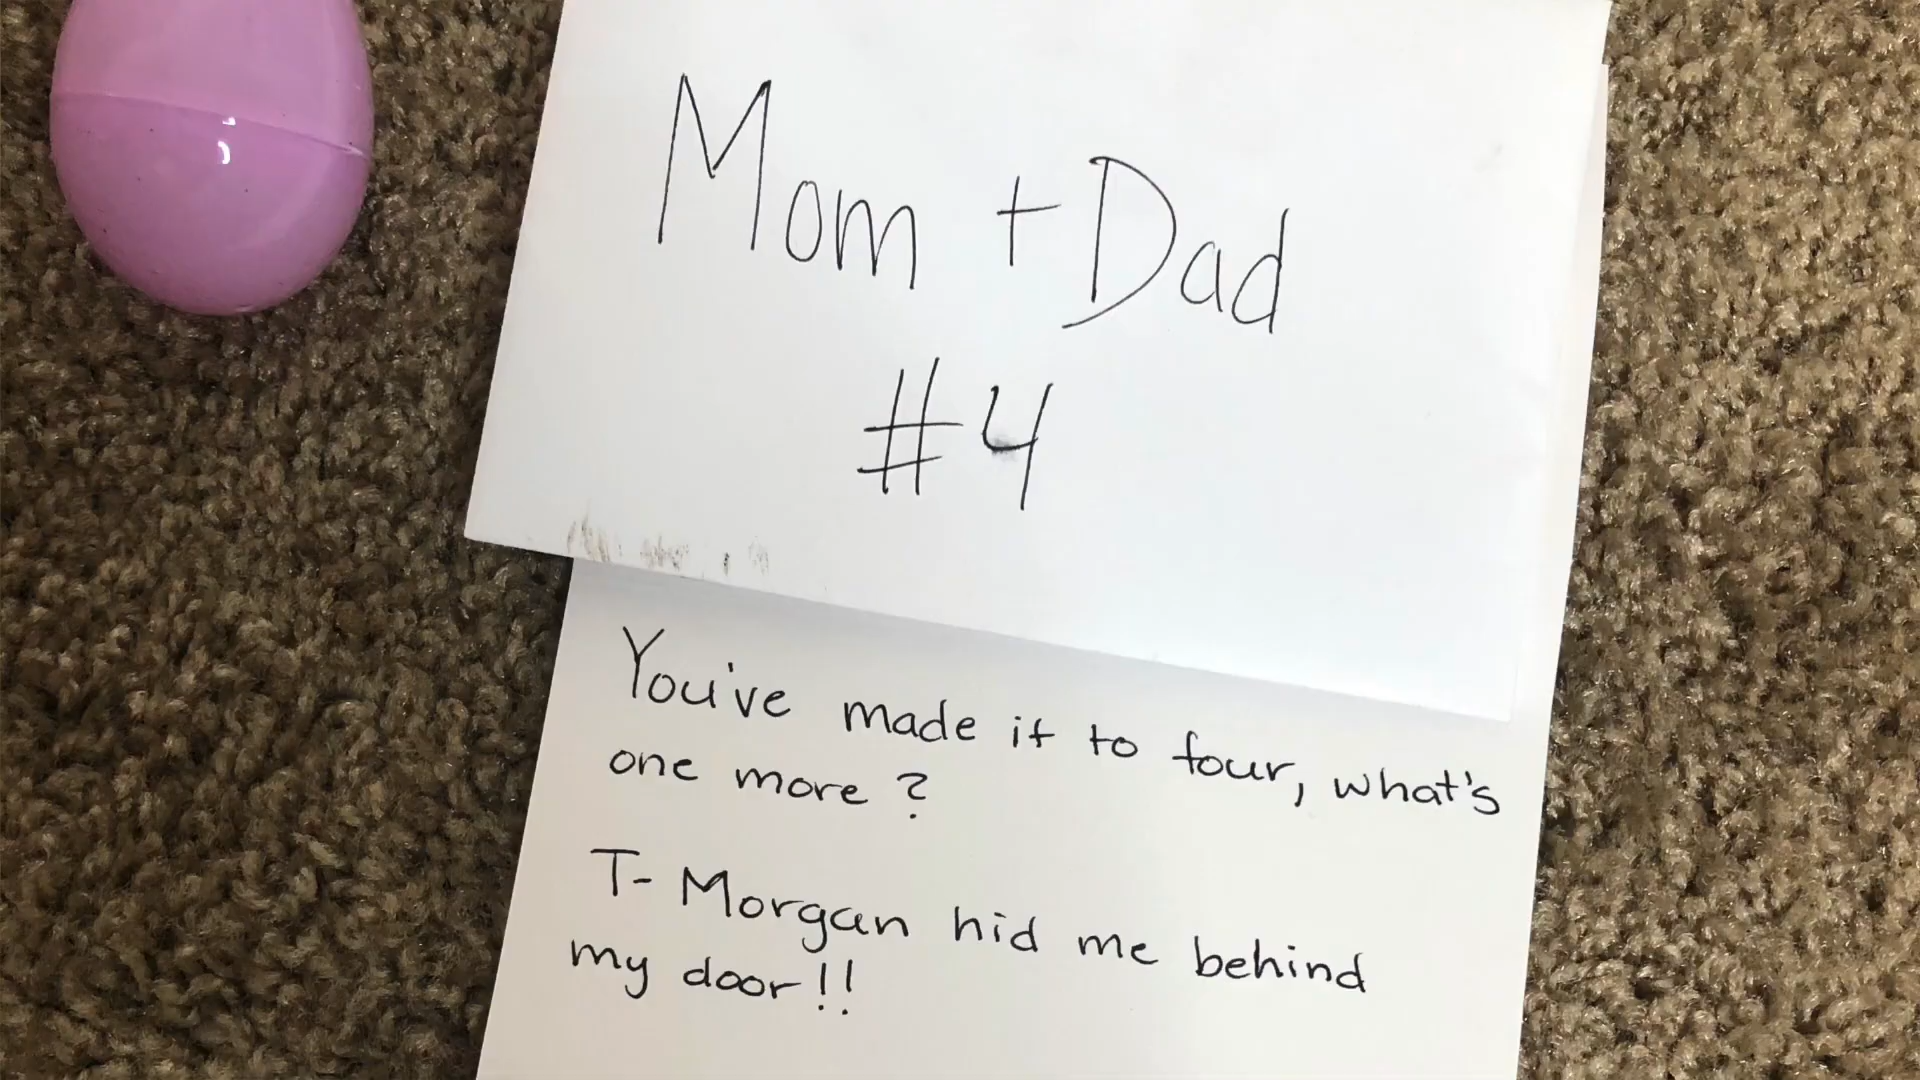 Mom + Dad
#4
You've made it to four, what's
one more?
T- Morgan hid me behind
my door!!